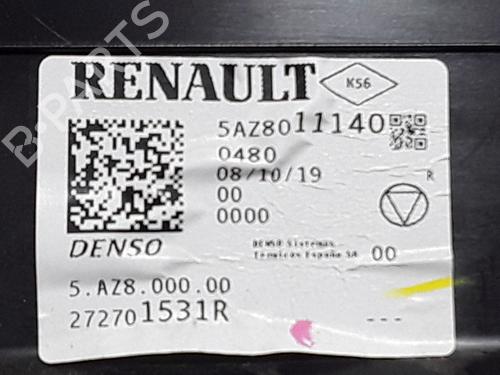 RENAULT
K56
5AZ8011140
0480
08/10/19
R
00
0000
DENSO
DENSO Sistemas
Térmicos España SA
00
5.AZ8.000.00
272701531R
---
B-PARTS